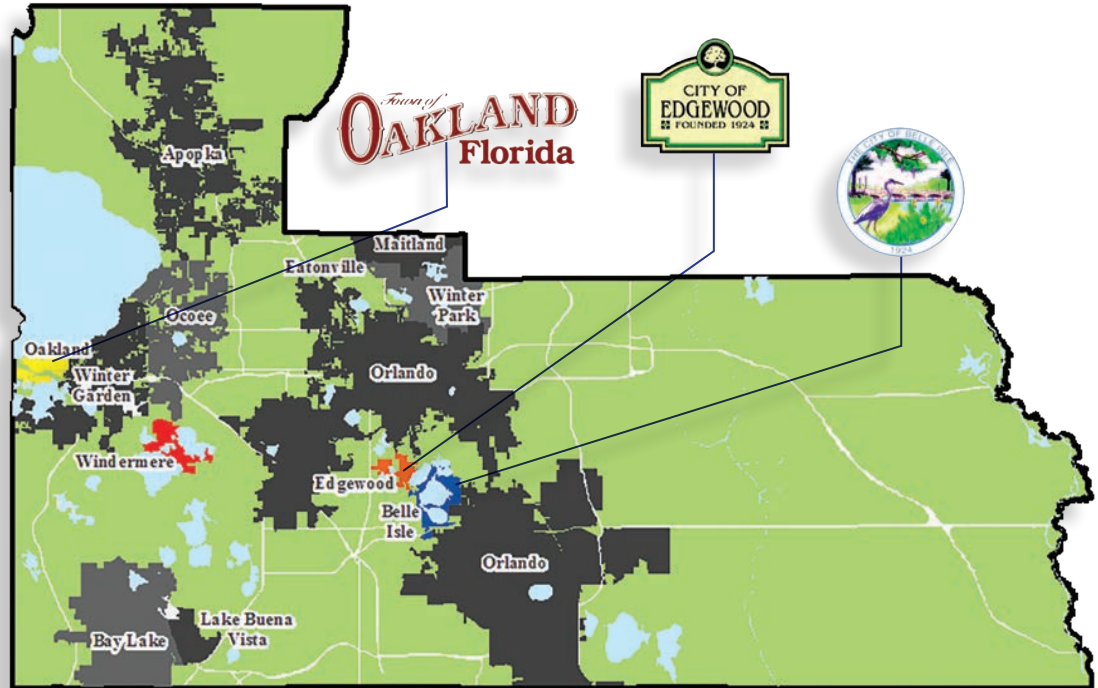 Town of
OAKLAND
Florida
CITY OF
EDGEWOOD
FOUNDED 1924
THE CITY OF BELLE ISLE
1924
Apopka
Maitland
Eatonville
Winter
Park
Ocoee
Oakland
Winter
Garden
Orlando
Windermere
Edgewood
Belle
Isle
Orlando
Lake Buena
Vista
Bay Lake